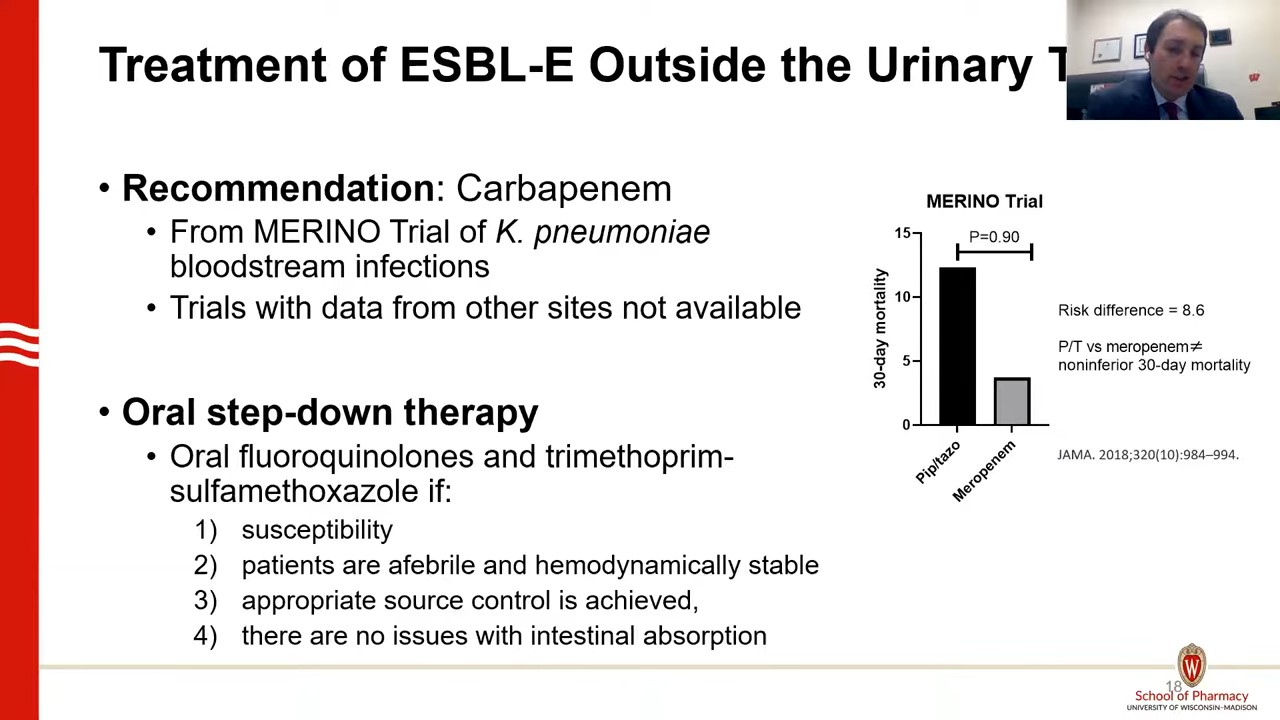 Treatment of ESBL-E Outside the Urinary T
• Recommendation: Carbapenem
• From MERINO Trial of K. pneumoniae
bloodstream infections
• Trials with data from other sites not available
• Oral step-down therapy
• Oral fluoroquinolones and trimethoprim-
sulfamethoxazole if:
1) susceptibility
2) patients are afebrile and hemodynamically stable
3) appropriate source control is achieved,
4) there are no issues with intestinal absorption
MERINO Trial
P=0.90
30-day mortality
15
10
5
0
Pip/tazo
Meropenem
Risk difference = 8.6
P/T vs meropenem≠
noninferior 30-day mortality
JAMA. 2018;320(10):984–994.
W
18
School of Pharmacy
UNIVERSITY OF WISCONSIN-MADISON